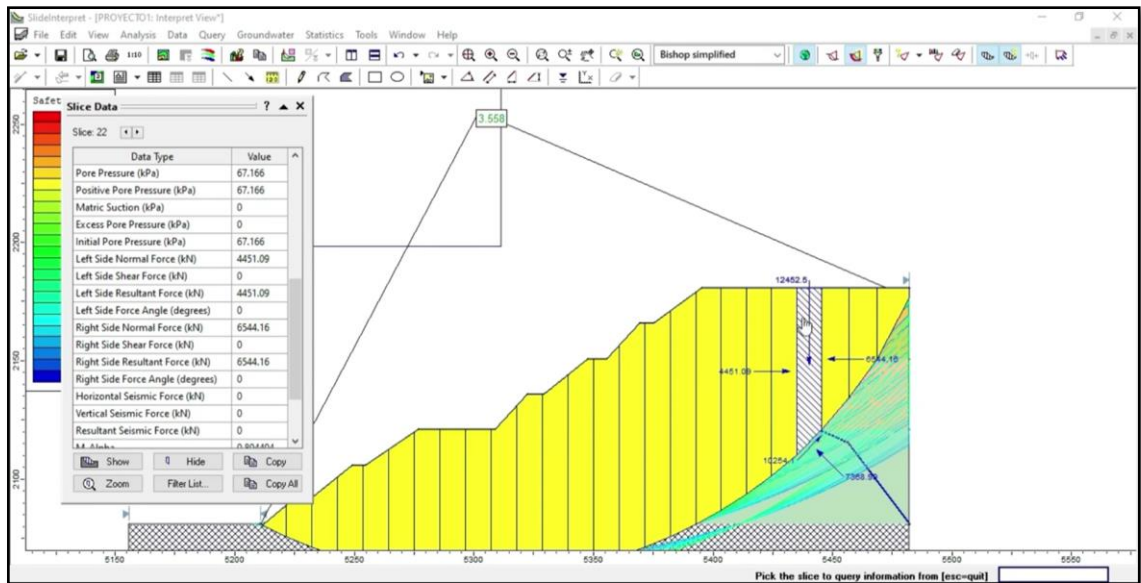 SlideInterpret - [PROYECTO1: Interpret View*]
File Edit View Analysis Data Query Groundwater Statistics Tools Window Help
1:10
Bishop simplified
Safet
Slice Data ?
Slice: 22
Data Type Value
Pore Pressure (kPa) 67.166
Positive Pore Pressure (kPa) 67.166
Matric Suction (kPa) 0
Excess Pore Pressure (kPa) 0
Initial Pore Pressure (kPa) 67.166
Left Side Normal Force (kN) 4451.09
Left Side Shear Force (kN) 0
Left Side Resultant Force (kN) 4451.09
Left Side Force Angle (degrees) 0
Right Side Normal Force (kN) 6544.16
Right Side Shear Force (kN) 0
Right Side Resultant Force (kN) 6544.16
Right Side Force Angle (degrees) 0
Horizontal Seismic Force (kN) 0
Vertical Seismic Force (kN) 0
Resultant Seismic Force (kN) 0
M-Alpha 0.804404
Show Hide Copy
Zoom Filter List... Copy All
3.558
12452.5
6544.16
4451.09
10254.1
2250
2200
2150
2100
5150 5200 5250 5300 5350 5400 5450 5500 5550
Pick the slice to query information from [esc=quit]